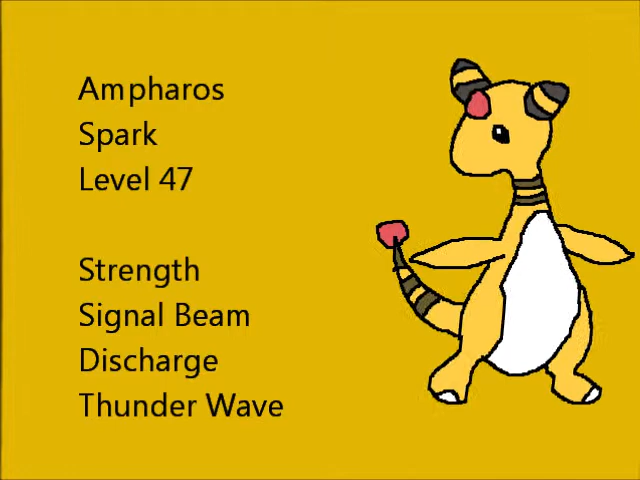 Ampharos
Spark
Level 47
Strength
Signal Beam
Discharge
Thunder Wave